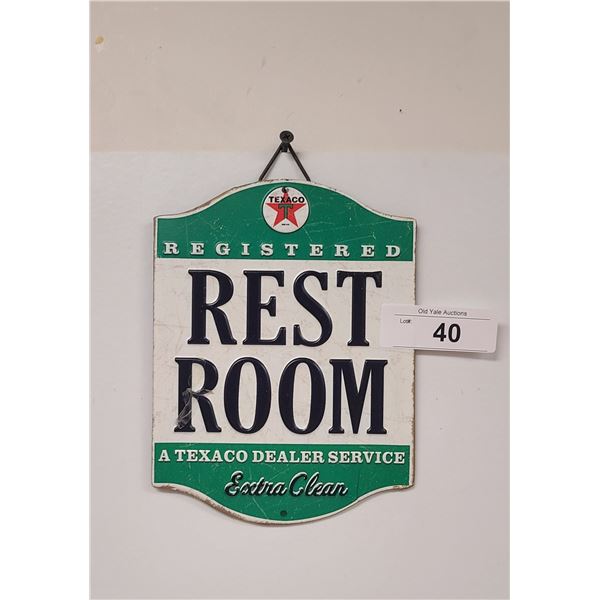 TEXACO
T
REGISTERED
REST
ROOM
A TEXACO DEALER SERVICE
Extra Clean
Old Yale Auctions
Lot#: 40